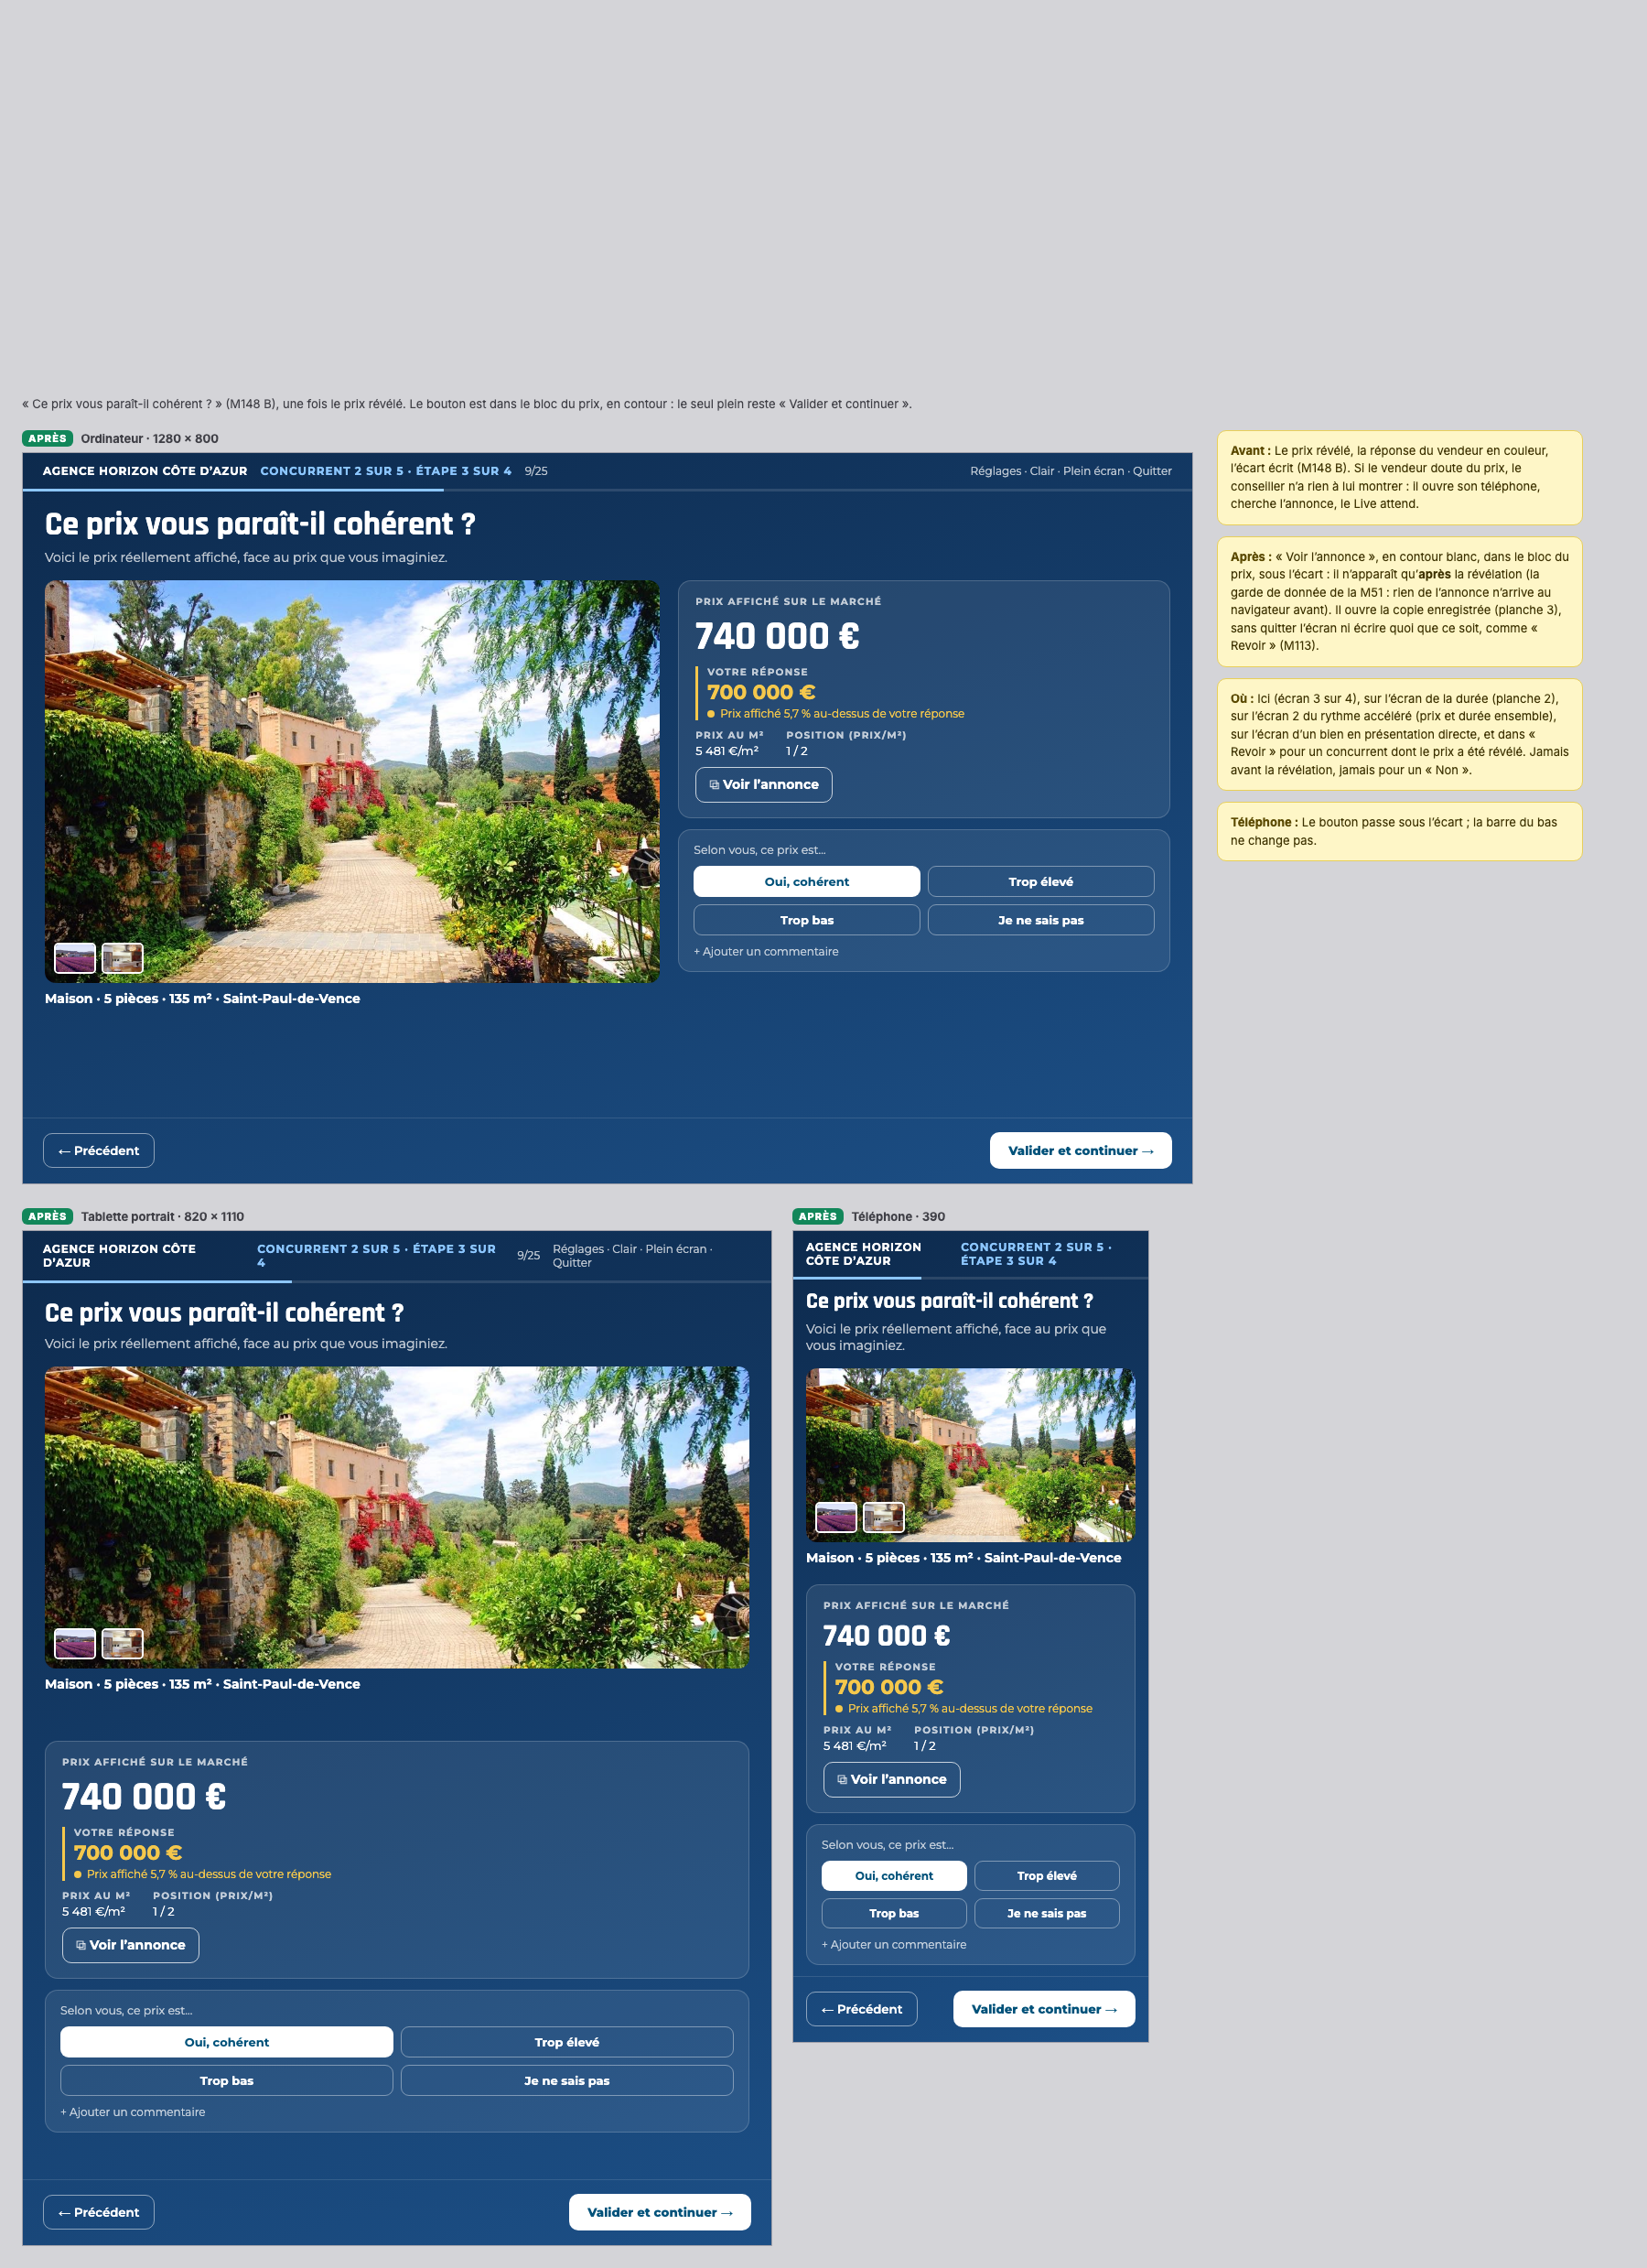 « Ce prix vous paraît-il cohérent ? » (M148 B), une fois le prix révélé. Le bouton est dans le bloc du prix, en contour : le seul plein reste « Valider et continuer ».
APRÈS Ordinateur · 1280 × 800
AGENCE HORIZON CÔTE D’AZUR CONCURRENT 2 SUR 5 · ÉTAPE 3 SUR 4 9/25 Réglages · Clair · Plein écran · Quitter
Ce prix vous paraît-il cohérent ?
Voici le prix réellement affiché, face au prix que vous imaginiez.
PRIX AFFICHÉ SUR LE MARCHÉ
740 000 €
VOTRE RÉPONSE
700 000 €
Prix affiché 5,7 % au-dessus de votre réponse
PRIX AU M² POSITION (PRIX/M²)
5 481 €/m² 1 / 2
Voir l’annonce
Selon vous, ce prix est…
Oui, cohérent Trop élevé
Trop bas Je ne sais pas
+ Ajouter un commentaire
Maison · 5 pièces · 135 m² · Saint-Paul-de-Vence
← Précédent Valider et continuer →
Avant : Le prix révélé, la réponse du vendeur en couleur,
l’écart écrit (M148 B). Si le vendeur doute du prix, le
conseiller n’a rien à lui montrer : il ouvre son téléphone,
cherche l’annonce, le Live attend.
Après : « Voir l’annonce », en contour blanc, dans le bloc du
prix, sous l’écart : il n’apparaît qu’après la révélation (la
garde de donnée de la M51 : rien de l’annonce n’arrive au
navigateur avant). Il ouvre la copie enregistrée (planche 3),
sans quitter l’écran ni écrire quoi que ce soit, comme «
Revoir » (M113).
Où : Ici (écran 3 sur 4), sur l’écran de la durée (planche 2),
sur l’écran 2 du rythme accéléré (prix et durée ensemble),
sur l’écran d’un bien en présentation directe, et dans «
Revoir » pour un concurrent dont le prix a été révélé. Jamais
avant la révélation, jamais pour un « Non ».
Téléphone : Le bouton passe sous l’écart ; la barre du bas
ne change pas.
APRÈS Tablette portrait · 820 × 1110
AGENCE HORIZON CÔTE
D’AZUR
CONCURRENT 2 SUR 5 · ÉTAPE 3 SUR
4
9/25
Réglages · Clair · Plein écran ·
Quitter
Ce prix vous paraît-il cohérent ?
Voici le prix réellement affiché, face au prix que vous imaginiez.
Maison · 5 pièces · 135 m² · Saint-Paul-de-Vence
PRIX AFFICHÉ SUR LE MARCHÉ
740 000 €
VOTRE RÉPONSE
700 000 €
Prix affiché 5,7 % au-dessus de votre réponse
PRIX AU M² POSITION (PRIX/M²)
5 481 €/m² 1 / 2
Voir l’annonce
Selon vous, ce prix est…
Oui, cohérent Trop élevé
Trop bas Je ne sais pas
+ Ajouter un commentaire
← Précédent Valider et continuer →
APRÈS Téléphone · 390
AGENCE HORIZON
CÔTE D’AZUR
CONCURRENT 2 SUR 5 ·
ÉTAPE 3 SUR 4
Ce prix vous paraît-il cohérent ?
Voici le prix réellement affiché, face au prix que
vous imaginiez.
Maison · 5 pièces · 135 m² · Saint-Paul-de-Vence
PRIX AFFICHÉ SUR LE MARCHÉ
740 000 €
VOTRE RÉPONSE
700 000 €
Prix affiché 5,7 % au-dessus de votre réponse
PRIX AU M² POSITION (PRIX/M²)
5 481 €/m² 1 / 2
Voir l’annonce
Selon vous, ce prix est…
Oui, cohérent Trop élevé
Trop bas Je ne sais pas
+ Ajouter un commentaire
← Précédent Valider et continuer →